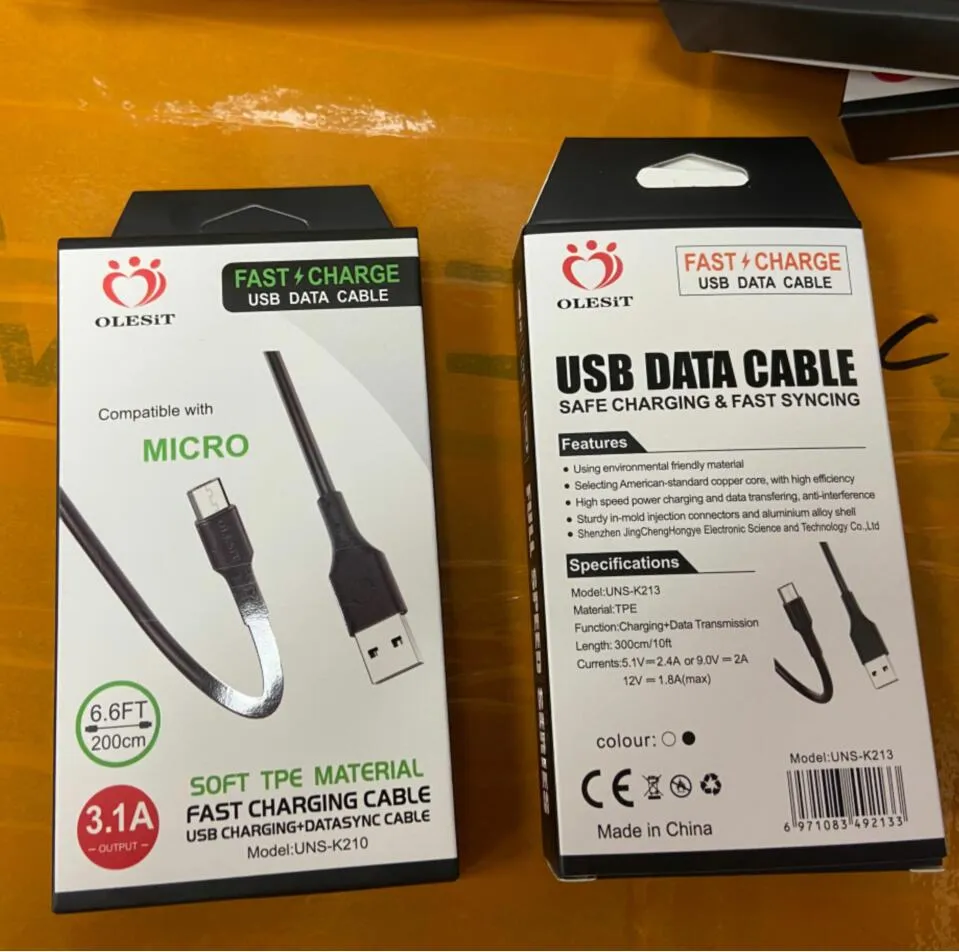 OLESiT
FAST CHARGE
USB DATA CABLE
Compatible with
MICRO
OLESiT
6.6FT
200cm
3.1A
OUTPUT
SOFT TPE MATERIAL
FAST CHARGING CABLE
USB CHARGING+DATASYNC CABLE
Model:UNS-K210
OLESiT
FAST CHARGE
USB DATA CABLE
USB DATA CABLE
SAFE CHARGING & FAST SYNCING
Features
• Using environmental friendly material
• Selecting American-standard copper core, with high efficiency
• High speed power charging and data transfering, anti-interference
• Sturdy in-mold injection connectors and aluminium alloy shell
• Shenzhen JingChengHongye Electronic Science and Technology Co.,Ltd
Specifications
Model:UNS-K213
Material:TPE
Function:Charging+Data Transmission
Length: 300cm/10ft
Currents:5.1V⎓2.4A or 9.0V⎓2A
12V⎓1.8A(max)
colour:
CE
Made in China
Model:UNS-K213
6 971083 492133
FULL SPEED SERIES